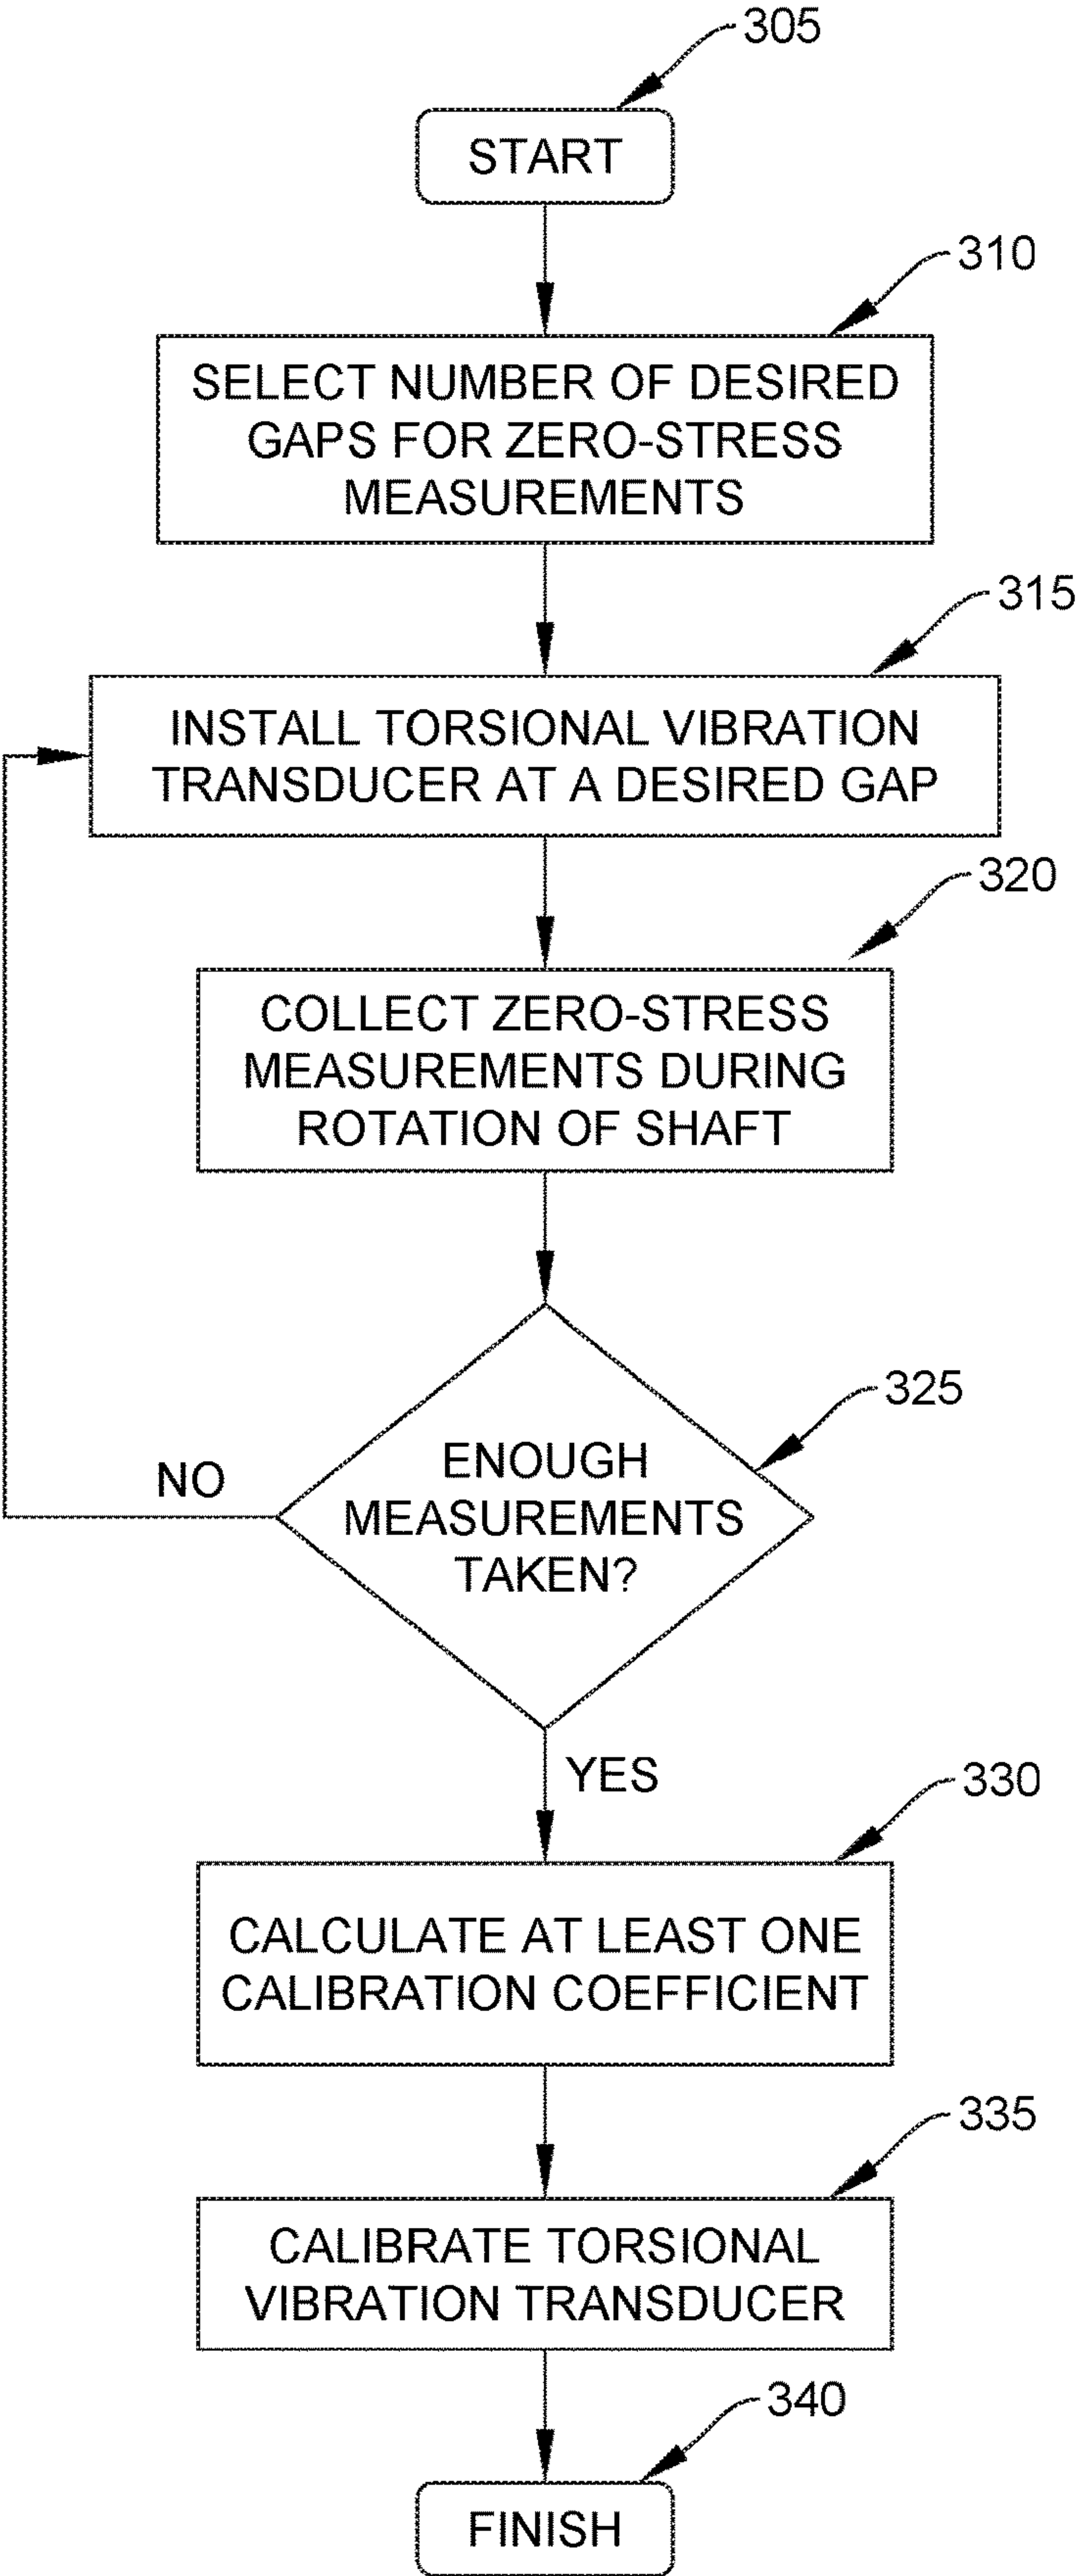 305
START
310
SELECT NUMBER OF DESIRED
GAPS FOR ZERO-STRESS
MEASUREMENTS
315
INSTALL TORSIONAL VIBRATION
TRANSDUCER AT A DESIRED GAP
320
COLLECT ZERO-STRESS
MEASUREMENTS DURING
ROTATION OF SHAFT
325
ENOUGH
MEASUREMENTS
TAKEN?
NO
YES
330
CALCULATE AT LEAST ONE
CALIBRATION COEFFICIENT
335
CALIBRATE TORSIONAL
VIBRATION TRANSDUCER
340
FINISH